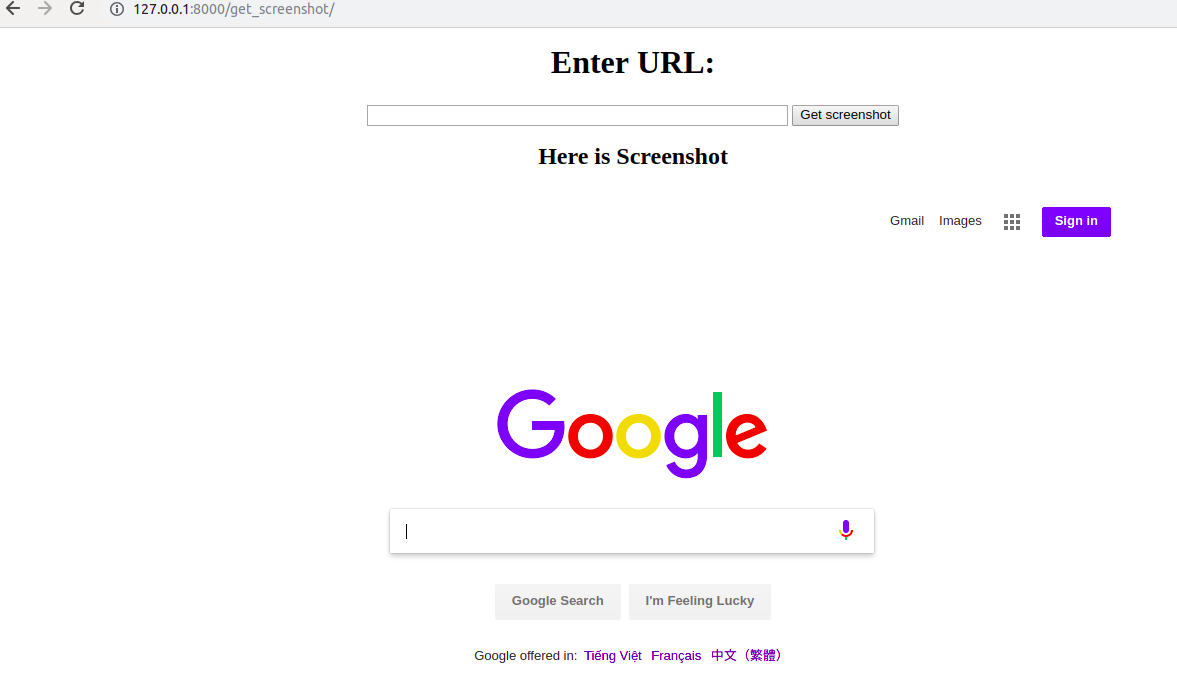 127.0.0.1:8000/get_screenshot/
Enter URL:
Get screenshot
Here is Screenshot
Gmail Images Sign in
Google
Google Search I'm Feeling Lucky
Google offered in: Tiếng Việt Français 中文（繁體）